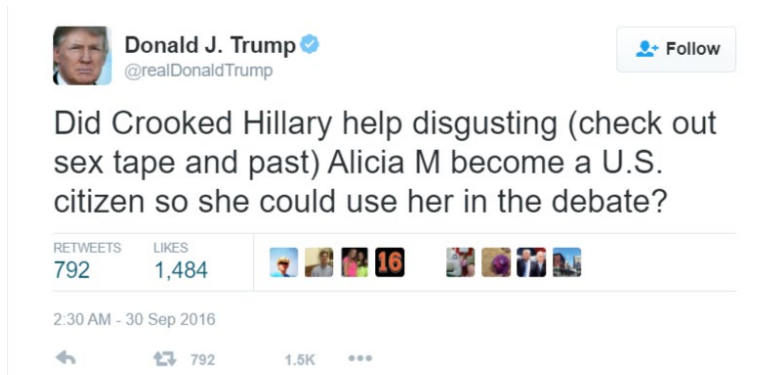 Donald J. Trump
Follow
@realDonaldTrump
Did Crooked Hillary help disgusting (check out
sex tape and past) Alicia M become a U.S.
citizen so she could use her in the debate?
RETWEETS LIKES
792 1,484
16
2:30 AM - 30 Sep 2016
792 1.5K